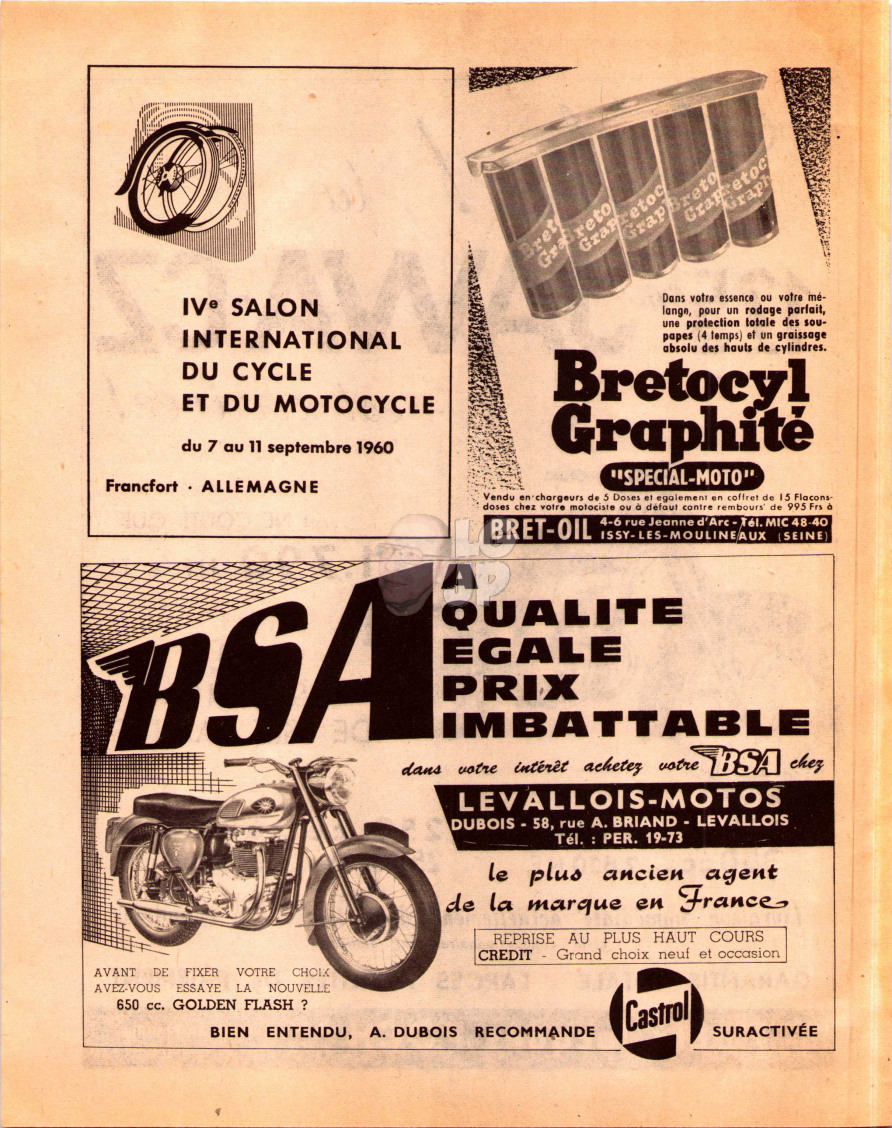 IVe SALON
INTERNATIONAL
DU CYCLE
ET DU MOTOCYCLE
du 7 au 11 septembre 1960
Francfort · ALLEMAGNE
Dans votre essence ou votre mé-
lange, pour un rodage parfait,
une protection totale des sou-
papes (4 temps) et un graissage
absolu des hauts de cylindres.
Bretocyl
Graphité
"SPECIAL-MOTO"
Vendu en chargeurs de 5 Doses et egalement en coffret de 15 Flacons-
doses chez votre motociste ou à défaut contre rembours' de 995 Frs à
BRET-OIL 4-6 rue Jeanne d'Arc - Tél. MIC 48-40
ISSY-LES-MOULINEAUX (SEINE)
LO
UP
BSA
A
QUALITE
EGALE
PRIX
IMBATTABLE
dans votre intérêt achetez votre BSA chez
LEVALLOIS-MOTOS
DUBOIS - 58, rue A. BRIAND - LEVALLOIS
Tél. : PER. 19-73
le plus ancien agent
de la marque en France
REPRISE AU PLUS HAUT COURS
CREDIT - Grand choix neuf et occasion
AVANT DE FIXER VOTRE CHOIX
AVEZ-VOUS ESSAYE LA NOUVELLE
650 cc. GOLDEN FLASH ?
BIEN ENTENDU, A. DUBOIS RECOMMANDE Castrol SURACTIVÉE